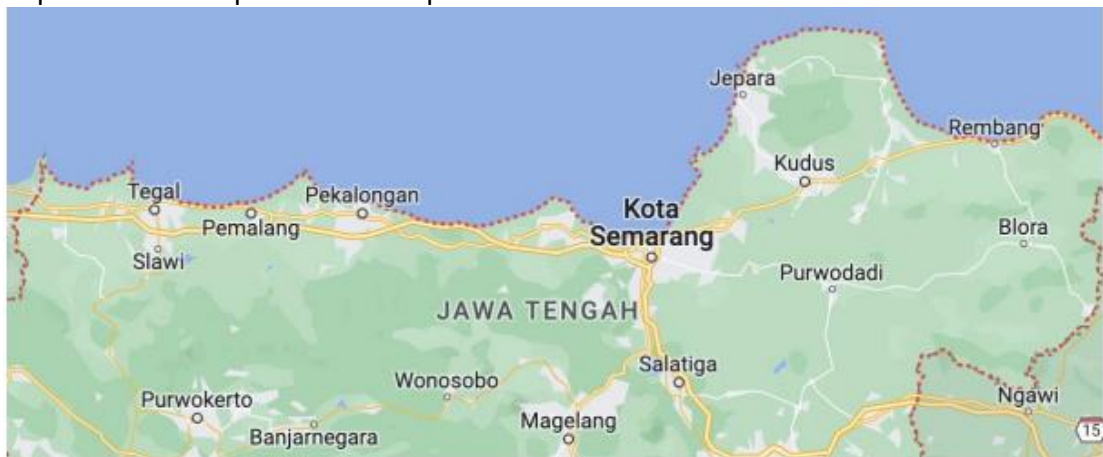 Jepara
Rembang
Kudus
Tegal
Pekalongan
Kota
Semarang
Pemalang
Blora
Slawi
Purwodadi
JAWA TENGAH
Salatiga
Wonosobo
Purwokerto
Ngawi
Magelang
Banjarnegara
15